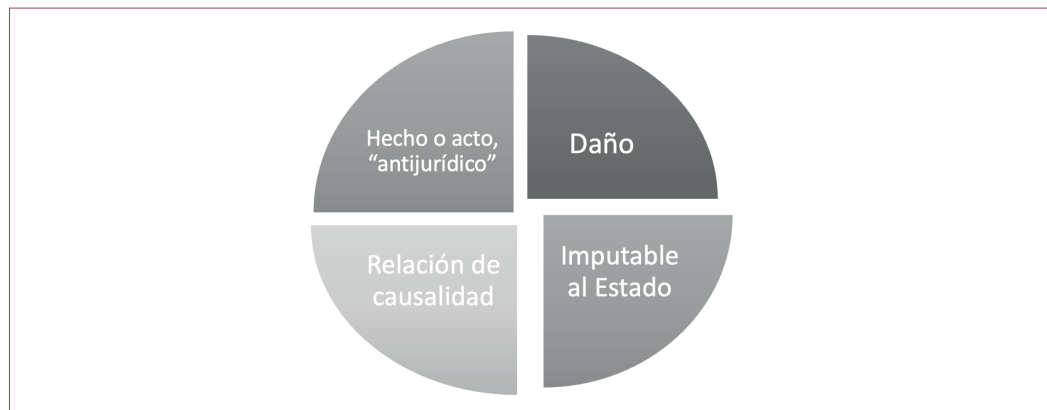 Hecho o acto,
“antijurídico”
Daño
Relación de
causalidad
Imputable
al Estado